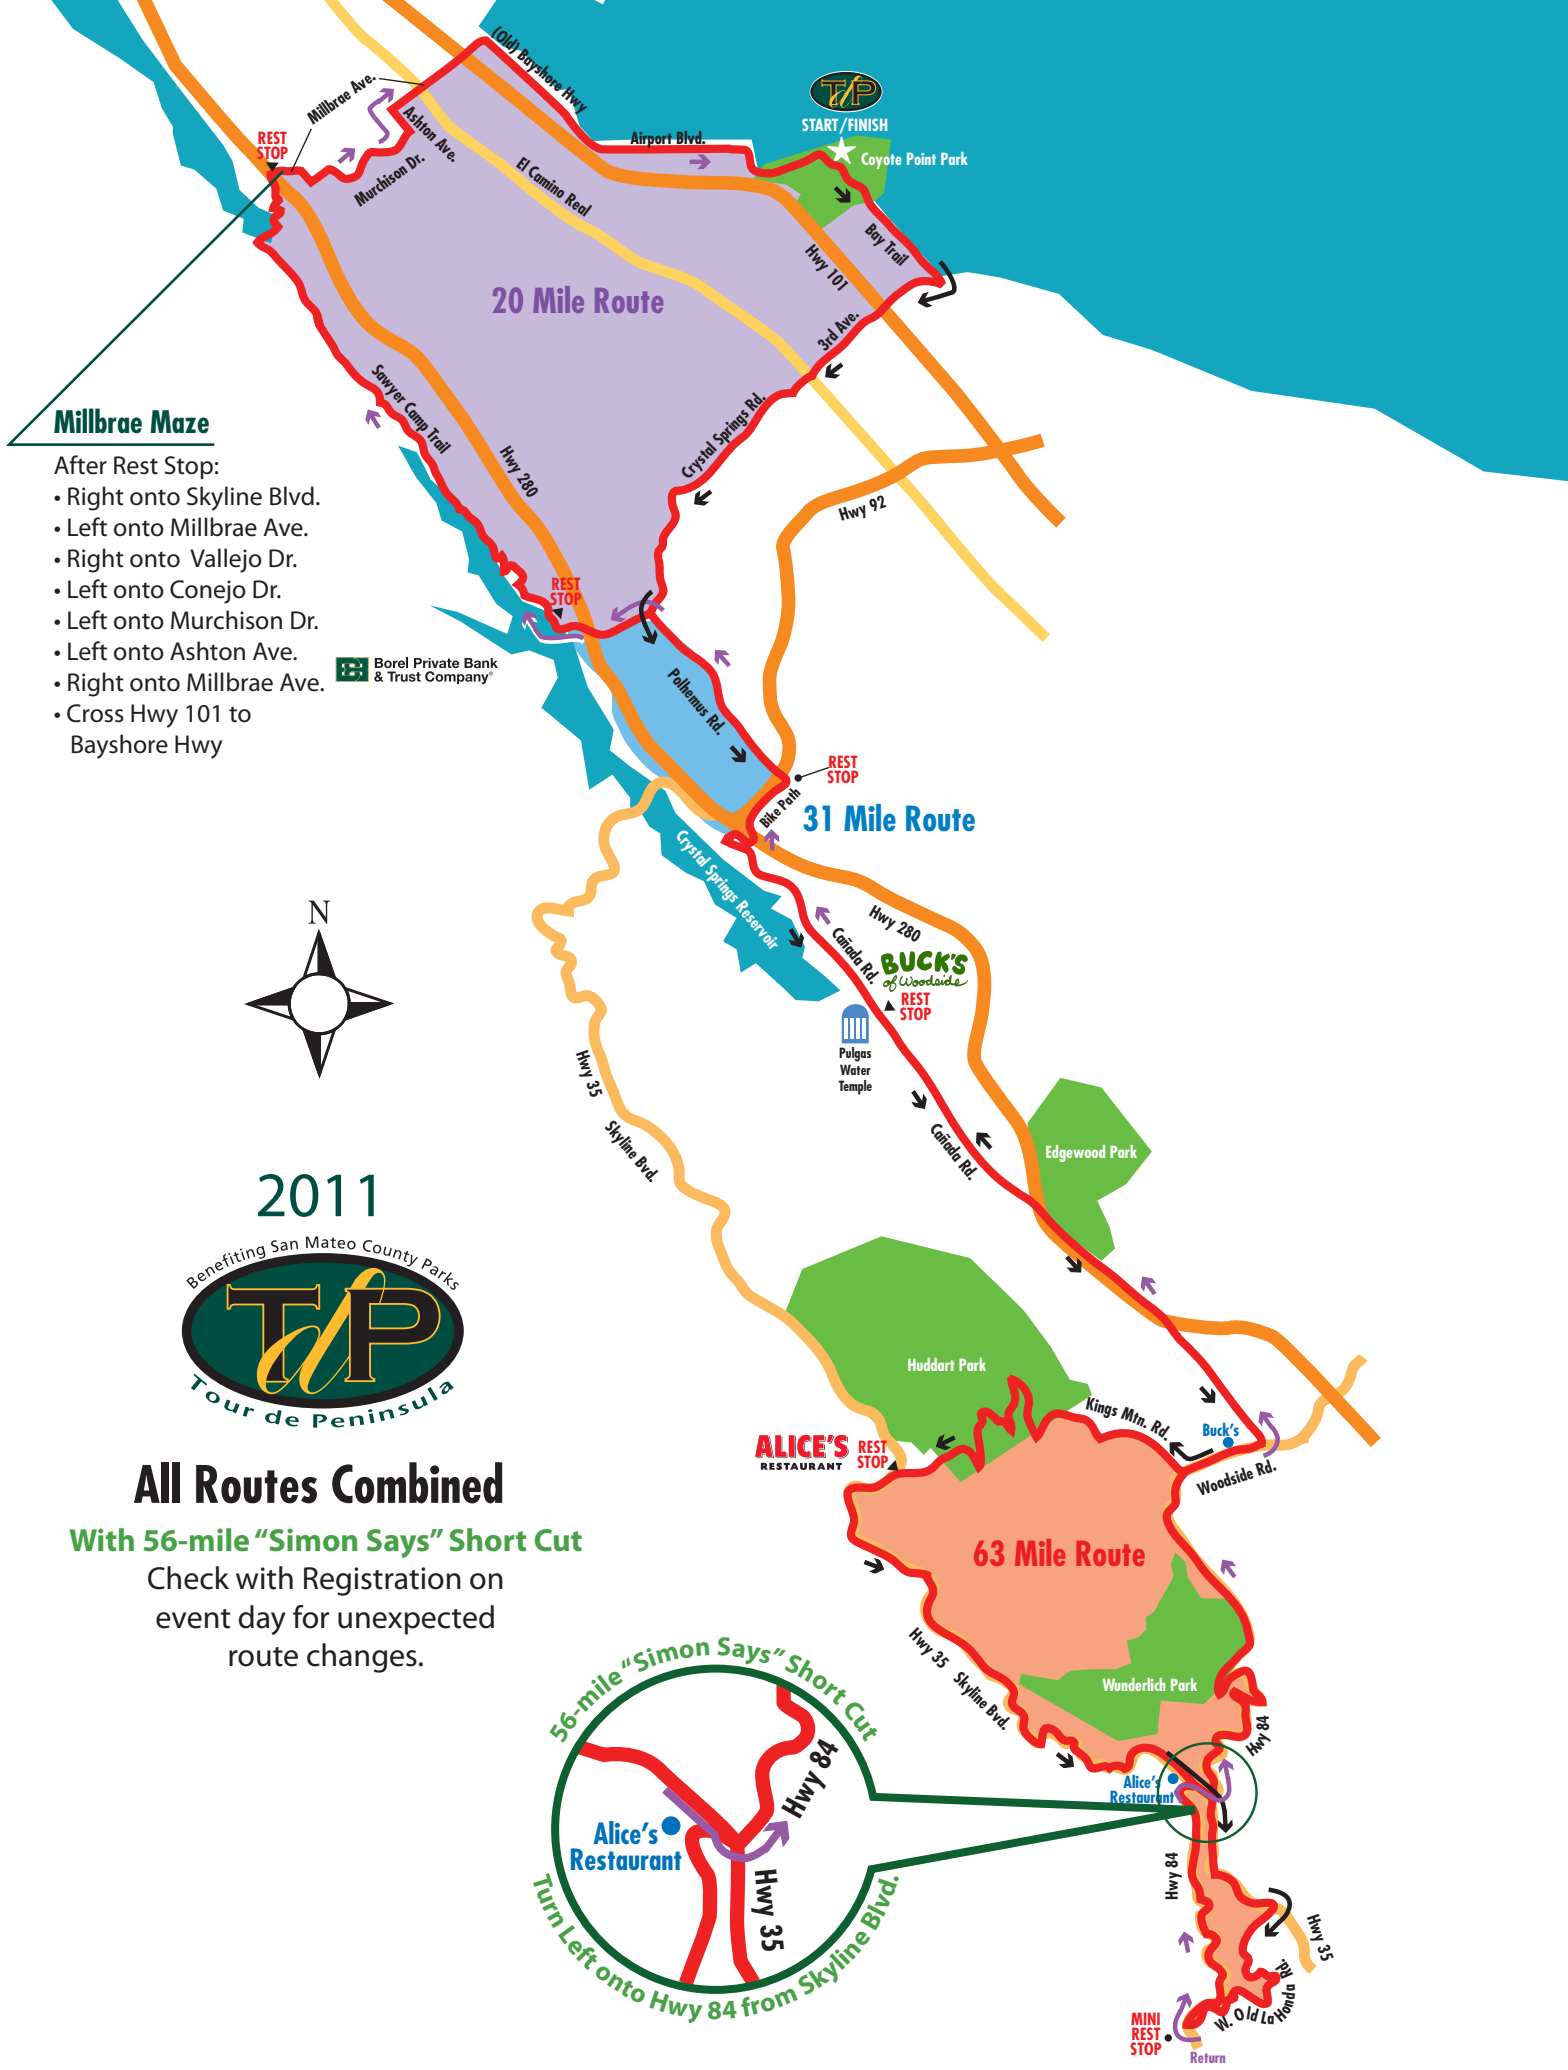 (Old) Bayshore Hwy
Millbrae Ave.
TdP
START/FINISH
Airport Blvd.
Coyote Point Park
REST
STOP
Ashton Ave.
Murchison Dr.
El Camino Real
Bay Trail
Hwy 101
20 Mile Route
3rd Ave.
Sawyer Camp Trail
Crystal Springs Rd.
Hwy 280
Hwy 92
Millbrae Maze
After Rest Stop:
• Right onto Skyline Blvd.
• Left onto Millbrae Ave.
• Right onto Vallejo Dr.
• Left onto Conejo Dr.
• Left onto Murchison Dr.
• Left onto Ashton Ave.
• Right onto Millbrae Ave.
• Cross Hwy 101 to
Bayshore Hwy
REST
STOP
B
Borel Private Bank
& Trust Company®
Polhemus Rd.
REST
STOP
Bike Path
31 Mile Route
Crystal Springs Reservoir
Hwy 280
Cañada Rd.
BUCK'S
of Woodside
REST
STOP
Pulgas
Water
Temple
N
Hwy 35
Skyline Bvd.
Cañada Rd.
Edgewood Park
2011
Benefiting San Mateo County Parks
TdP
Tour de Peninsula
All Routes Combined
With 56-mile “Simon Says” Short Cut
Check with Registration on
event day for unexpected
route changes.
Huddart Park
Kings Mtn. Rd.
Buck's
Woodside Rd.
ALICE'S
RESTAURANT
REST
STOP
63 Mile Route
Hwy 35 Skyline Bvd.
Wunderlich Park
Hwy 84
Alice's
Restaurant
56-mile “Simon Says” Short Cut
Hwy 84
Alice's
Restaurant
Hwy 35
Turn Left onto Hwy 84 from Skyline Blvd.
Hwy 84
Hwy 35
W. Old La Honda Rd.
MINI
REST
STOP
Return